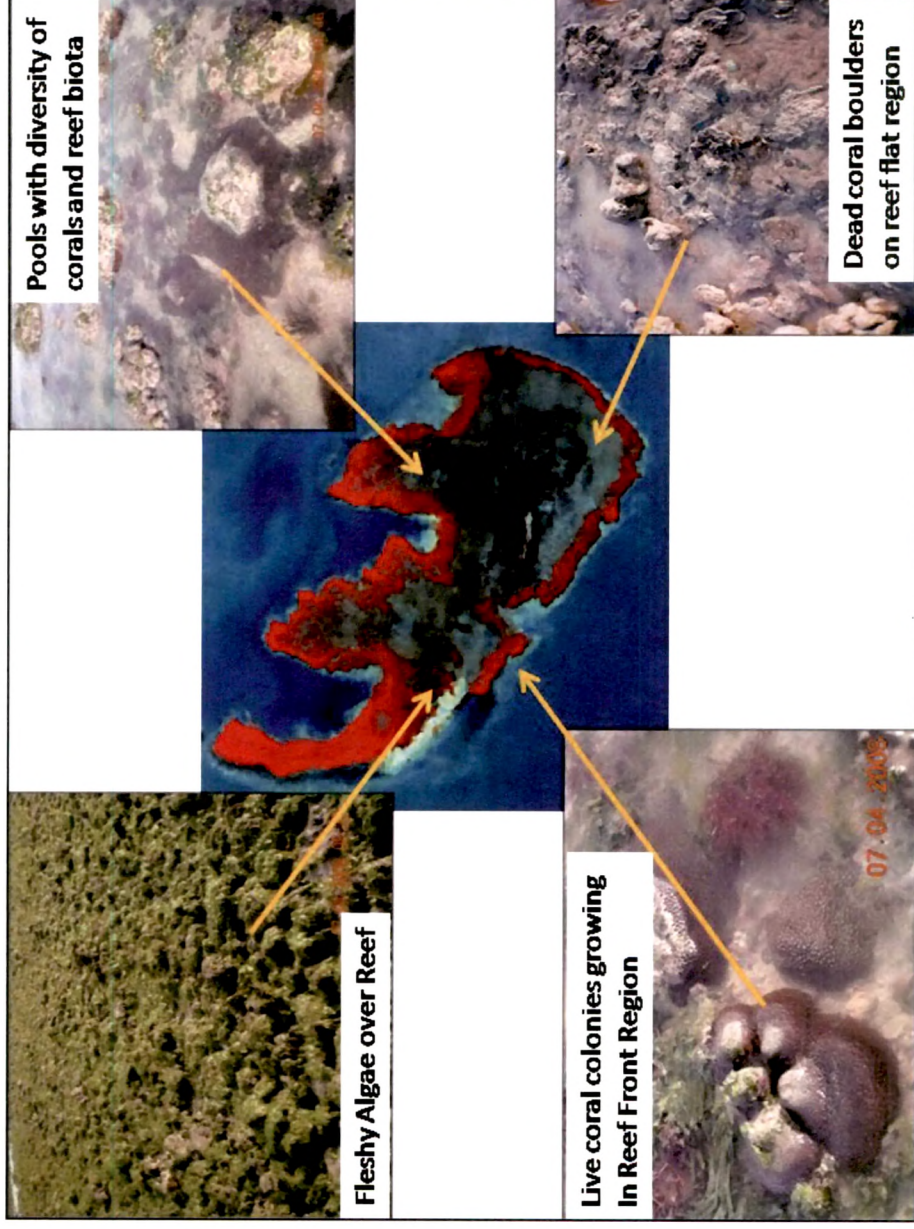 Fleshy Algae over Reef
Pools with diversity of
corals and reef biota
Live coral colonies growing
In Reef Front Region
07.04.2008
Dead coral boulders
on reef flat region